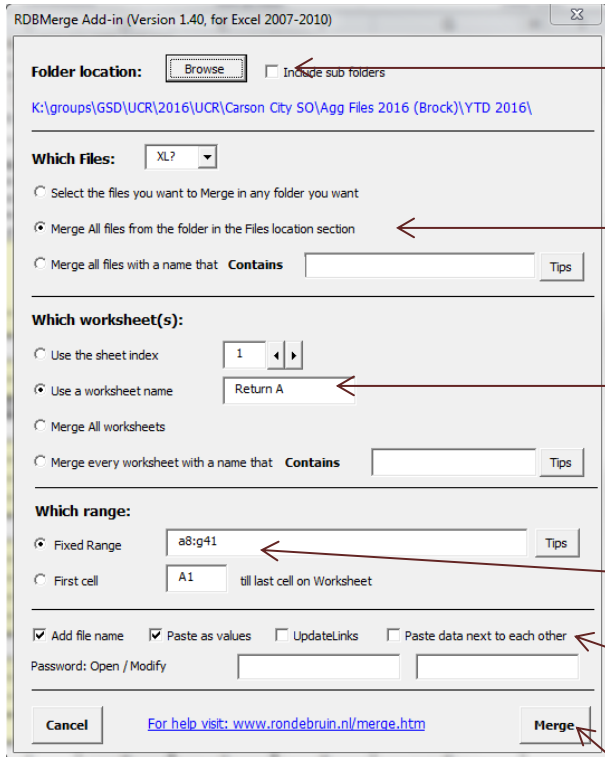 RDBMerge Add-in (Version 1.40, for Excel 2007-2010)
Folder location: Browse Include sub folders
K:\groups\GSD\UCR\2016\UCR\Carson City SO\Agg Files 2016 (Brock)\YTD 2016\
Which Files: XL?
Select the files you want to Merge in any folder you want
Merge All files from the folder in the Files location section
Merge all files with a name that Contains Tips
Which worksheet(s):
Use the sheet index 1
Use a worksheet name Return A
Merge All worksheets
Merge every worksheet with a name that Contains Tips
Which range:
Fixed Range a8:g41 Tips
First cell A1 till last cell on Worksheet
Add file name Paste as values UpdateLinks Paste data next to each other
Password: Open / Modify
Cancel For help visit: www.rondebruin.nl/merge.htm Merge